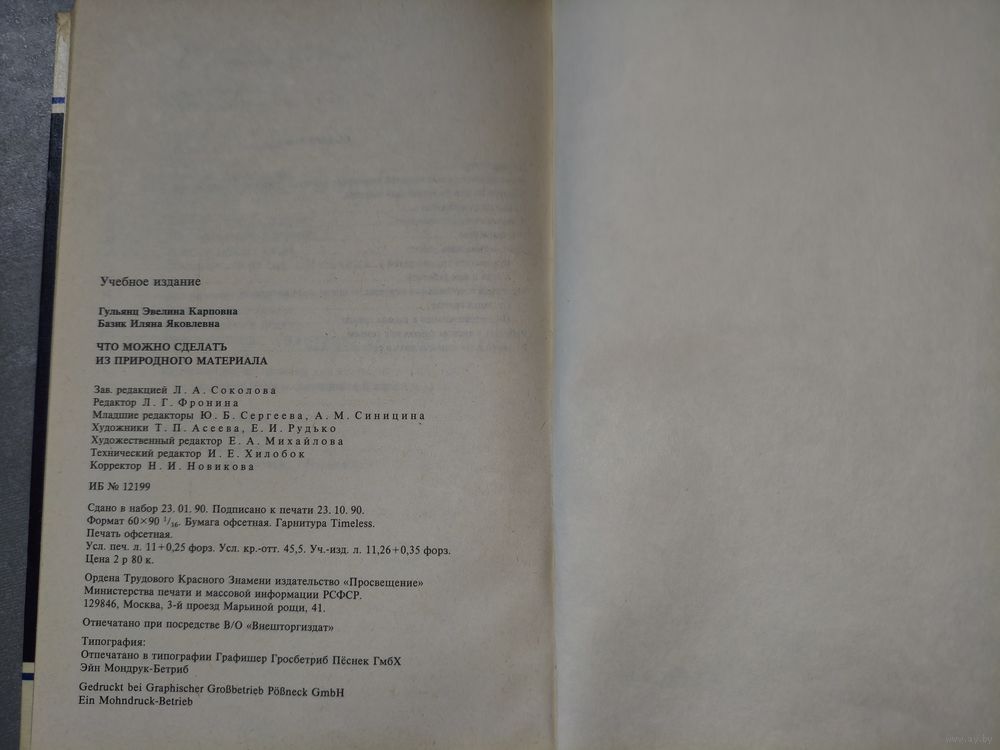 Учебное издание
Гульянц Эвелина Карповна
Базик Иляна Яковлевна
ЧТО МОЖНО СДЕЛАТЬ
ИЗ ПРИРОДНОГО МАТЕРИАЛА
Зав. редакцией Л. А. Соколова
Редактор Л. Г. Фронина
Младшие редакторы Ю. Б. Сергеева, А. М. Синицина
Художники Т. П. Асеева, Е. И. Рудько
Художественный редактор Е. А. Михайлова
Технический редактор И. Е. Хилобок
Корректор Н. И. Новикова
ИБ № 12199
Сдано в набор 23. 01. 90. Подписано к печати 23. 10. 90.
Формат 60×90 1/16. Бумага офсетная. Гарнитура Timeless.
Печать офсетная.
Усл. печ. л. 11+0,25 форз. Усл. кр.-отт. 45,5. Уч.-изд. л. 11,26+0,35 форз.
Цена 2 р 80 к.
Ордена Трудового Красного Знамени издательство «Просвещение»
Министерства печати и массовой информации РСФСР.
129846, Москва, 3-й проезд Марьиной рощи, 41.
Отпечатано при посредстве В/О «Внешторгиздат»
Типография:
Отпечатано в типографии Графишер Гросбетриб Пёснек ГмбХ
Эйн Мондрук-Бетриб
Gedruckt bei Graphischer Großbetrieb Pößneck GmbH
Ein Mohndruck-Betrieb
www.ay.by